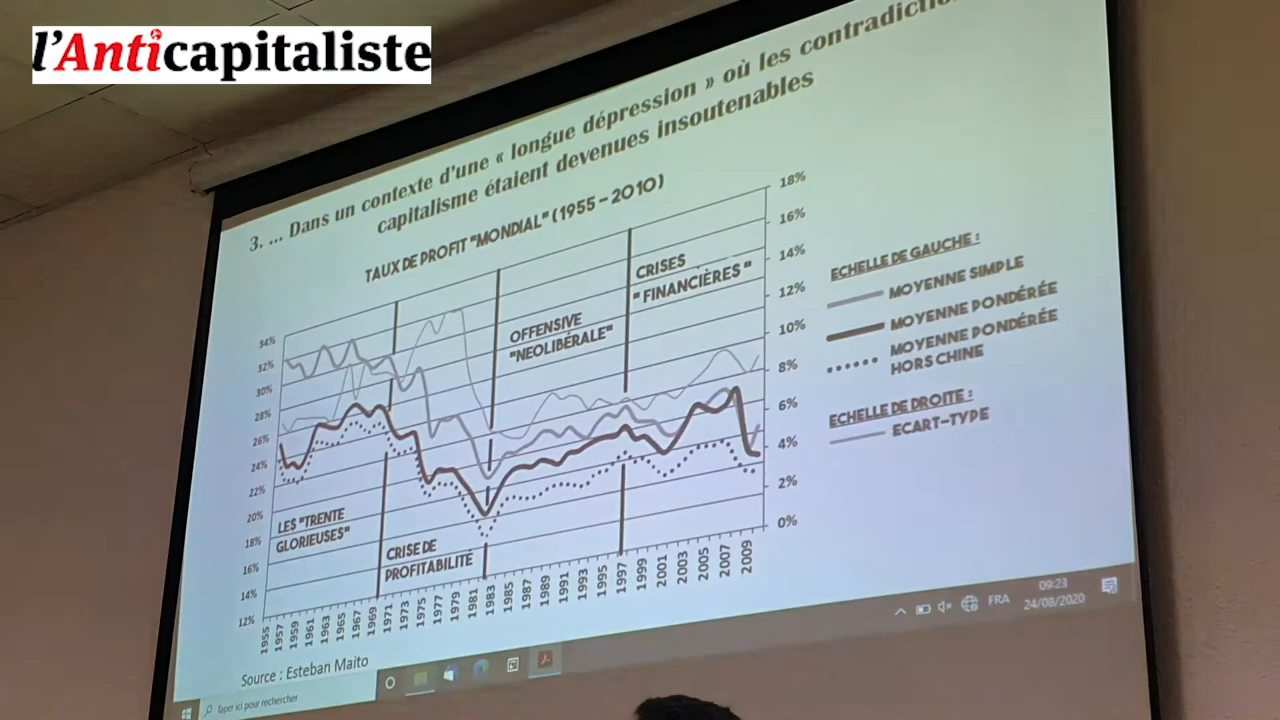 l'Anticapitaliste
3. ... Dans un contexte d'une « longue dépression » où les
capitalisme étaient devenues insoutenables
TAUX DE PROFIT "MONDIAL" (1955 – 2010)
34%
32%
30%
28%
26%
24%
22%
20%
18%
16%
14%
12%
18%
16%
14%
12%
10%
8%
6%
4%
2%
0%
LES "TRENTE
GLORIEUSES"
CRISE DE
PROFITABILITÉ
OFFENSIVE
"NEOLIBÉRALE"
CRISES
"FINANCIÈRES"
ECHELLE DE GAUCHE :
MOYENNE SIMPLE
MOYENNE PONDÉRÉE
MOYENNE PONDÉRÉE
HORS CHINE
ECHELLE DE DROITE :
ECART-TYPE
1955 1957 1959 1961 1963 1965 1967 1969 1971 1973 1975 1977 1979 1981 1983 1985 1987 1989 1991 1993 1995 1997 1999 2001 2003 2005 2007 2009
Source : Esteban Maito
Taper ici pour rechercher
FRA
09:23
24/08/2020